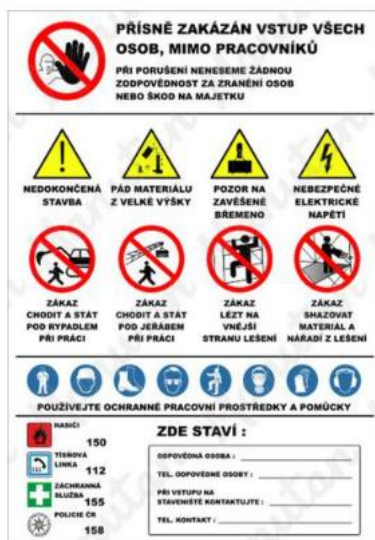 PŘÍSNĚ ZAKÁZÁN VSTUP VŠECH
OSOB, MIMO PRACOVNÍKŮ
PŘI PORUŠENÍ NENESEME ŽÁDNOU
ZODPOVĚDNOST ZA ZRANĚNÍ OSOB
NEBO ŠKOD NA MAJETKU
NEDOKONČENÁ
STAVBA
PÁD MATERIÁLU
Z VELKÉ VÝŠKY
POZOR NA
ZAVĚŠENÉ
BŘEMENO
NEBEZPEČNÉ
ELEKTRICKÉ
NAPĚTÍ
ZÁKAZ
CHODIT A STÁT
POD RYPADLEM
PŘI PRÁCI
ZÁKAZ
CHODIT A STÁT
POD JEŘÁBEM
PŘI PRÁCI
ZÁKAZ
LÉZT NA
VNĚJŠÍ
STRANU LEŠENÍ
ZÁKAZ
SHAZOVAT
MATERIÁL A
NÁŘADÍ Z LEŠENÍ
POUŽÍVEJTE OCHRANNÉ PRACOVNÍ PROSTŘEDKY A POMŮCKY
HASIČI
150
TÍSŇOVÁ
LINKA
112
ZÁCHRANNÁ
SLUŽBA
155
POLICIE ČR
158
ZDE STAVÍ :
ODPOVĚDNÁ OSOBA :
TEL. ODPOVĚDNÉ OSOBY :
PŘI VSTUPU NA
STAVENIŠTĚ KONTAKTUJTE :
TEL. KONTAKT :